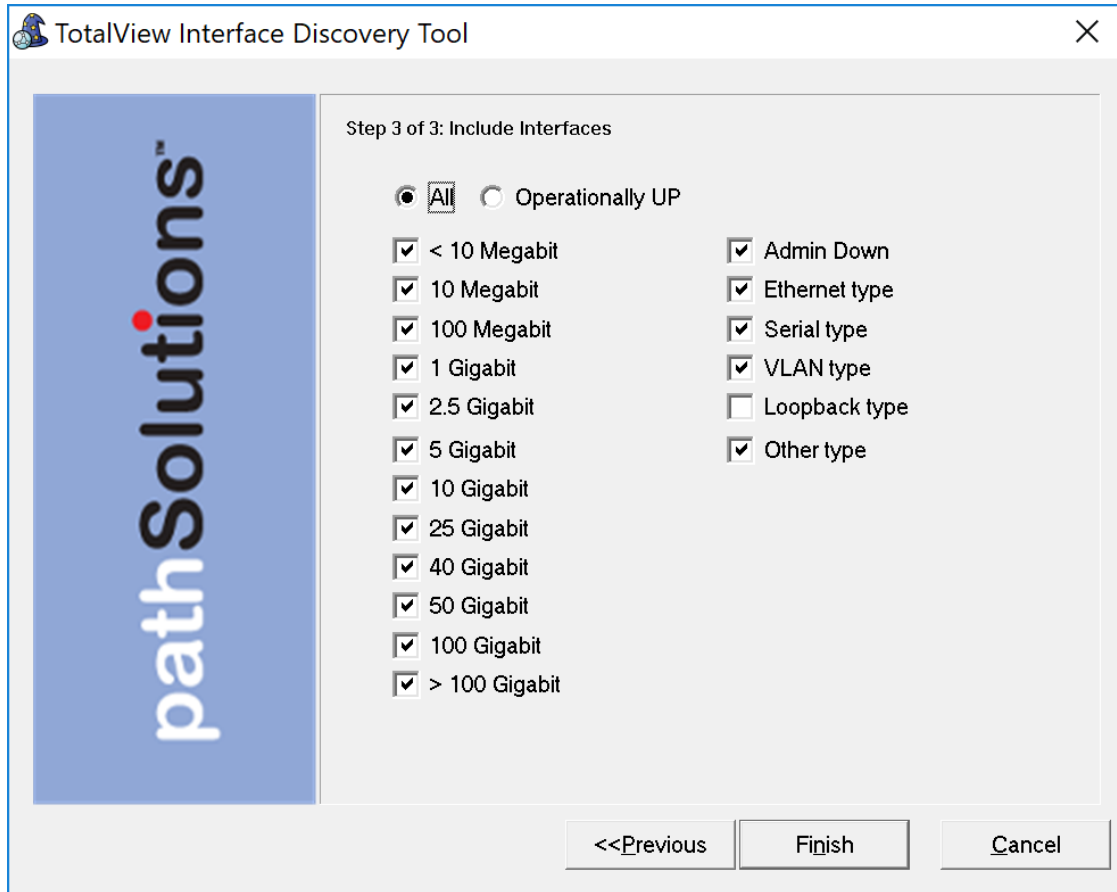 TotalView Interface Discovery Tool
pathSolutions™
Step 3 of 3: Include Interfaces
All Operationally UP
< 10 Megabit
10 Megabit
100 Megabit
1 Gigabit
2.5 Gigabit
5 Gigabit
10 Gigabit
25 Gigabit
40 Gigabit
50 Gigabit
100 Gigabit
> 100 Gigabit
Admin Down
Ethernet type
Serial type
VLAN type
Loopback type
Other type
<<Previous Finish Cancel